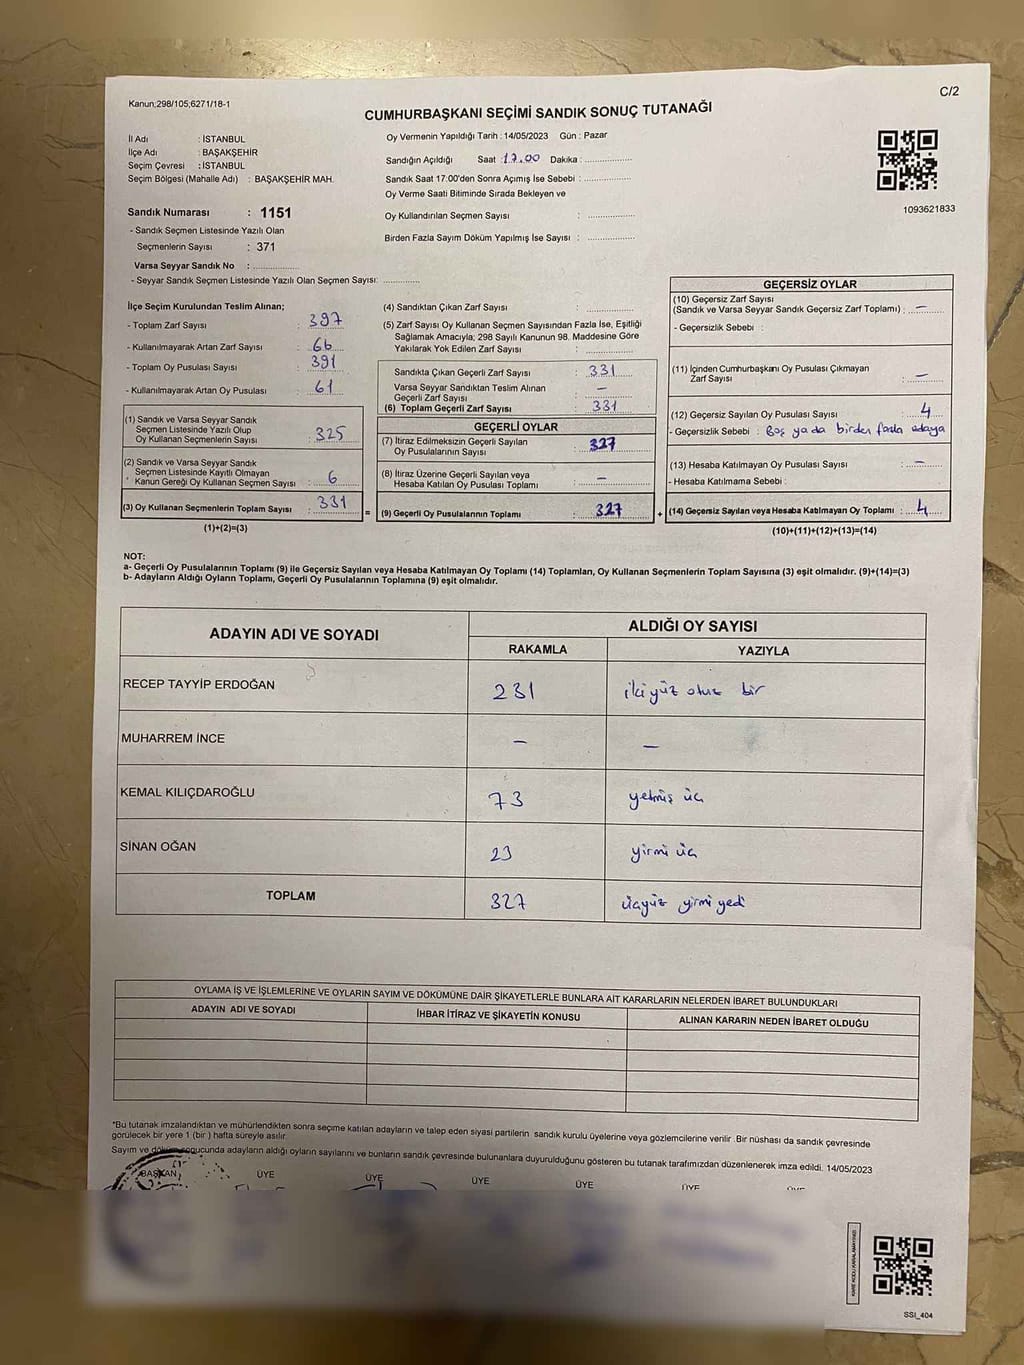 C/2
Kanun;298/105;6271/18-1
CUMHURBAŞKANI SEÇİMİ SANDIK SONUÇ TUTANAĞI
İl Adı : İSTANBUL
İlçe Adı : BAŞAKŞEHİR
Seçim Çevresi : İSTANBUL
Seçim Bölgesi (Mahalle Adı) : BAŞAKŞEHİR MAH.
Sandık Numarası : 1151
- Sandık Seçmen Listesinde Yazılı Olan
Seçmenlerin Sayısı : 371
Varsa Seyyar Sandık No : ................
- Seyyar Sandık Seçmen Listesinde Yazılı Olan Seçmen Sayısı: ..............
Oy Vermenin Yapıldığı Tarih : 14/05/2023 Gün : Pazar
Sandığın Açıldığı Saat : 17.00 Dakika : ................
Sandık Saat 17:00'den Sonra Açımış İse Sebebi : ................
Oy Verme Saati Bitiminde Sırada Bekleyen ve
Oy Kullandırılan Seçmen Sayısı : ................
Birden Fazla Sayım Döküm Yapılmış İse Sayısı : ................
1093621833
İlçe Seçim Kurulundan Teslim Alınan;
- Toplam Zarf Sayısı : 397
- Kullanılmayarak Artan Zarf Sayısı : 66
- Toplam Oy Pusulası Sayısı : 391
- Kullanılmayarak Artan Oy Pusulası : 61
(1) Sandık ve Varsa Seyyar Sandık
Seçmen Listesinde Yazılı Olup
Oy Kullanan Seçmenlerin Sayısı : 325
(2) Sandık ve Varsa Seyyar Sandık
Seçmen Listesinde Kayıtlı Olmayan
Kanun Gereği Oy Kullanan Seçmen Sayısı : 6
(3) Oy Kullanan Seçmenlerin Toplam Sayısı : 331 =
(1)+(2)=(3)
(4) Sandıktan Çıkan Zarf Sayısı : ................
(5) Zarf Sayısı Oy Kullanan Seçmen Sayısından Fazla İse, Eşitliği
Sağlamak Amacıyla; 298 Sayılı Kanunun 98. Maddesine Göre
Yakılarak Yok Edilen Zarf Sayısı : ................
Sandıkta Çıkan Geçerli Zarf Sayısı : 331
Varsa Seyyar Sandıktan Teslim Alınan
Geçerli Zarf Sayısı : –
(6) Toplam Geçerli Zarf Sayısı : 331
GEÇERLİ OYLAR
(7) İtiraz Edilmeksizin Geçerli Sayılan
Oy Pusulalarının Sayısı : 327
(8) İtiraz Üzerine Geçerli Sayılan veya
Hesaba Katılan Oy Pusulası Toplamı : –
(9) Geçerli Oy Pusulalarının Toplamı : 327 +
GEÇERSİZ OYLAR
(10) Geçersiz Zarf Sayısı
(Sandık ve Varsa Seyyar Sandık Geçersiz Zarf Toplamı) : –
- Geçersizlik Sebebi :
(11) İçinden Cumhurbaşkanı Oy Pusulası Çıkmayan
Zarf Sayısı : –
(12) Geçersiz Sayılan Oy Pusulası Sayısı : 4
- Geçersizlik Sebebi : Boş ya da birden fazla adaya
(13) Hesaba Katılmayan Oy Pusulası Sayısı : –
- Hesaba Katılmama Sebebi :
(14) Geçersiz Sayılan veya Hesaba Katılmayan Oy Toplamı : 4
(10)+(11)+(12)+(13)=(14)
NOT:
a- Geçerli Oy Pusulalarının Toplamı (9) ile Geçersiz Sayılan veya Hesaba Katılmayan Oy Toplamı (14) Toplamları, Oy Kullanan Seçmenlerin Toplam Sayısına (3) eşit olmalıdır. (9)+(14)=(3)
b- Adayların Aldığı Oyların Toplamı, Geçerli Oy Pusulalarının Toplamına (9) eşit olmalıdır.
ADAYIN ADI VE SOYADI ALDIĞI OY SAYISI
RAKAMLA YAZIYLA
RECEP TAYYİP ERDOĞAN 231 ikiyüz otuz bir
MUHARREM İNCE – –
KEMAL KILIÇDAROĞLU 73 yetmiş üç
SİNAN OĞAN 23 yirmi üç
TOPLAM 327 üçyüz yirmi yedi
OYLAMA İŞ VE İŞLEMLERİNE VE OYLARIN SAYIM VE DÖKÜMÜNE DAİR ŞİKAYETLERLE BUNLARA AİT KARARLARIN NELERDEN İBARET BULUNDUKLARI
ADAYIN ADI VE SOYADI İHBAR İTİRAZ VE ŞİKAYETİN KONUSU ALINAN KARARIN NEDEN İBARET OLDUĞU
*Bu tutanak imzalandıktan ve mühürlendikten sonra seçime katılan adayların ve talep eden siyasi partilerin sandık kurulu üyelerine veya gözlemcilerine verilir .Bir nüshası da sandık çevresinde
görülecek bir yere 1 (bir ) hafta süreyle asılır.
Sayım ve döküm sonucunda adayların aldığı oyların sayılarını ve bunların sandık çevresinde bulunanlara duyurulduğunu gösteren bu tutanak tarafımızdan düzenlenerek imza edildi. 14/05/2023
BAŞKAN ÜYE ÜYE ÜYE ÜYE ÜYE ÜYE
SSI_404